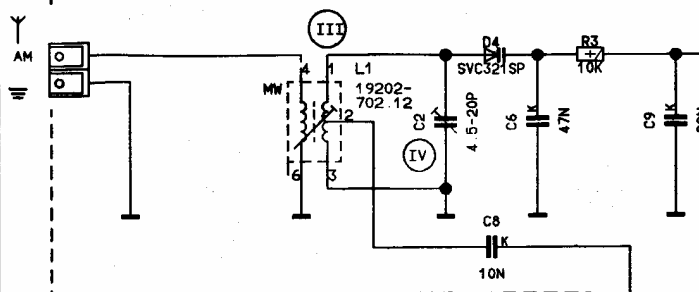 III
AM
4
1
L1
19202-
702.12
MW
2
6
3
C2
4.5-20P
IV
D4
SVC321SP
C6
K
47N
R3
10K
C9
K
C8
K
10N